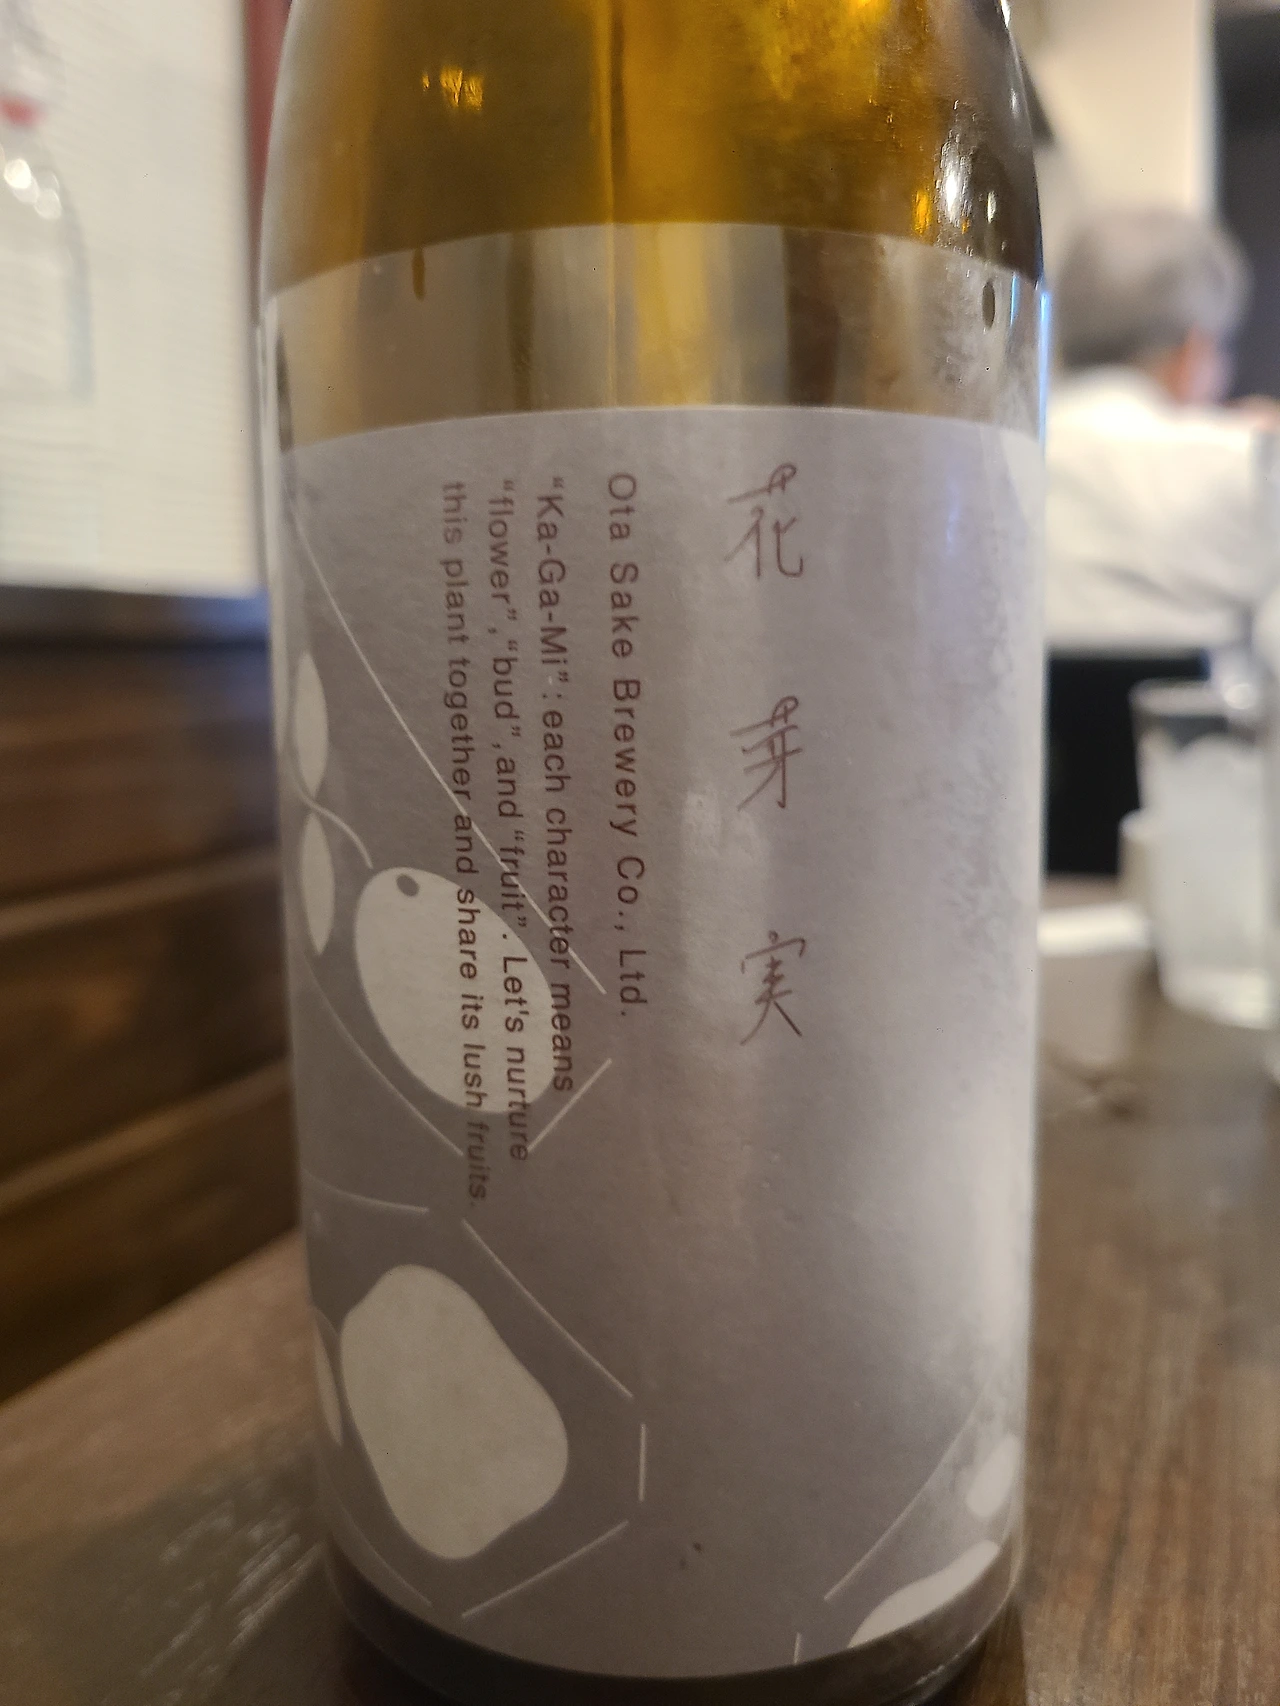 花 芽 実
Ota Sake Brewery Co., Ltd.
“Ka-Ga-Mi”: each character means
“flower”,“bud”,and “fruit”. Let's nurture
this plant together and share its lush fruits.